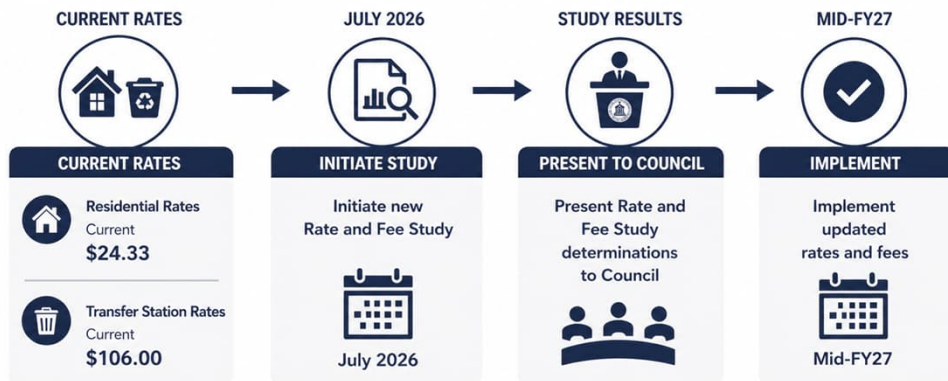 CURRENT RATES
JULY 2026
STUDY RESULTS
MID-FY27
CURRENT RATES
Residential Rates
Current
$24.33
Transfer Station Rates
Current
$106.00
INITIATE STUDY
Initiate new
Rate and Fee Study
July 2026
PRESENT TO COUNCIL
Present Rate and
Fee Study
determinations
to Council
IMPLEMENT
Implement
updated
rates and fees
Mid-FY27